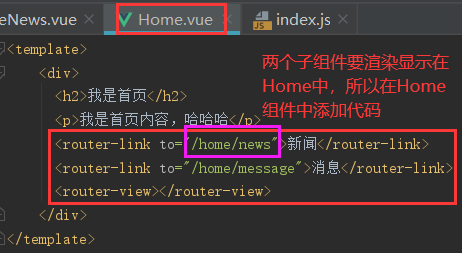 eNews.vue
Home.vue
index.js
<template>
<div>
<h2>我是首页</h2>
<p>我是首页内容，哈哈哈</p>
<router-link to="/home/news">新闻</router-link>
<router-link to="/home/message">消息</router-link>
<router-view></router-view>
</div>
</template>
两个子组件要渲染显示在
Home中，所以在Home
组件中添加代码